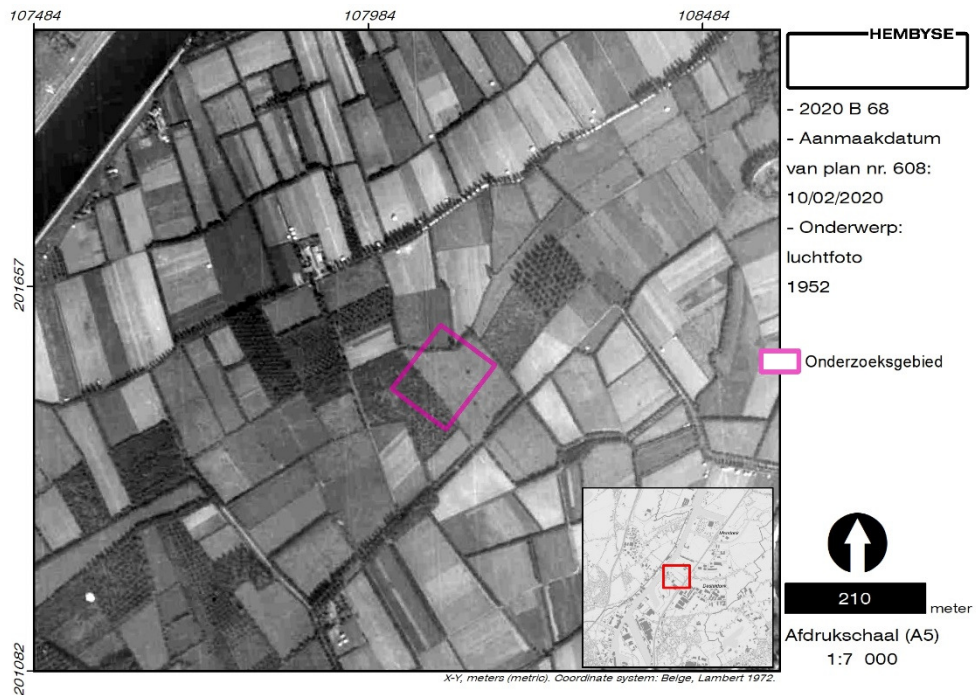 107484
107984
108484
HEMBYSE
- 2020 B 68
- Aanmaakdatum
van plan nr. 608:
10/02/2020
- Onderwerp:
luchtfoto
1952
201657
Onderzoeksgebied
210
meter
Afdrukschaal (A5)
1:7 000
201082
X-Y, meters (metric). Coordinate system: Belge, Lambert 1972.